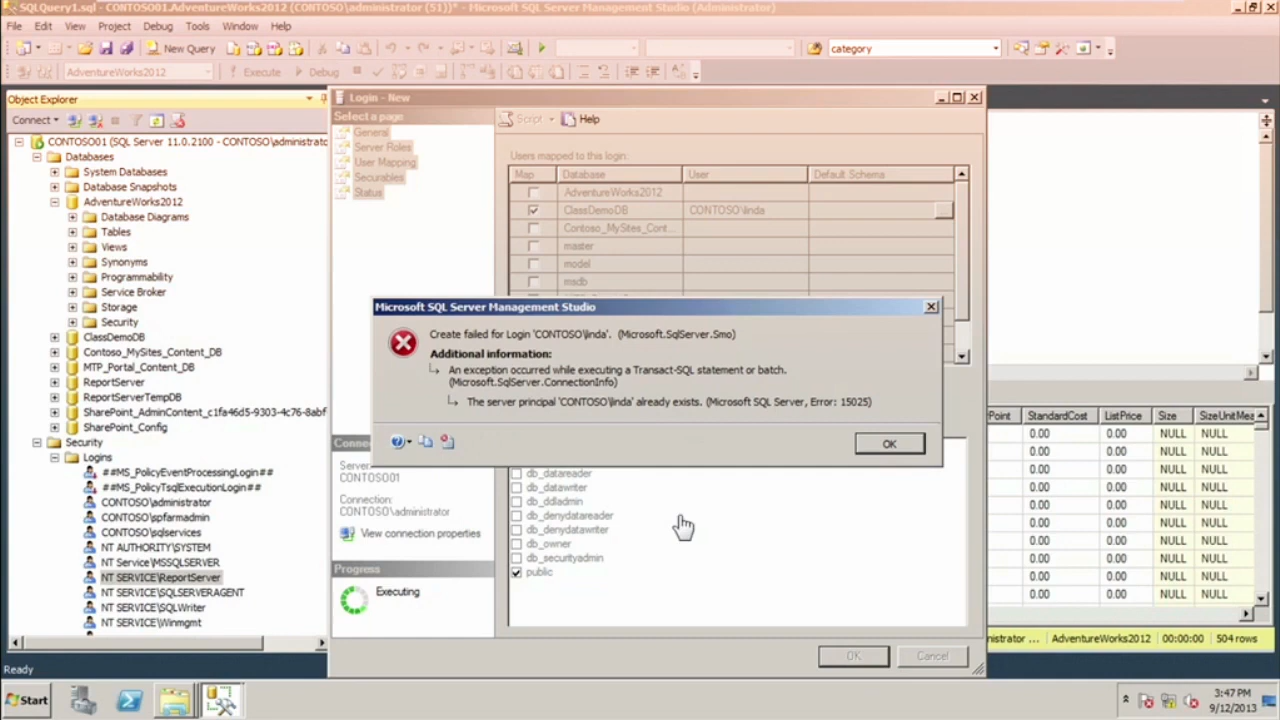 SQLQuery1.sql - CONTOSO01.AdventureWorks2012 (CONTOSO\administrator (51))* - Microsoft SQL Server Management Studio (Administrator)
File Edit View Project Debug Tools Window Help
New Query category
AdventureWorks2012 Execute Debug
Object Explorer
Connect
CONTOSO01 (SQL Server 11.0.2100 - CONTOSO\administrato
Databases
System Databases
Database Snapshots
AdventureWorks2012
Database Diagrams
Tables
Views
Synonyms
Programmability
Service Broker
Storage
Security
ClassDemoDB
Contoso_MySites_Content_DB
MTP_Portal_Content_DB
ReportServer
ReportServerTempDB
SharePoint_AdminContent_c1fa46d5-9303-4c76-8abf
SharePoint_Config
Security
Logins
##MS_PolicyEventProcessingLogin##
##MS_PolicyTsqlExecutionLogin##
CONTOSO\administrator
CONTOSO\spfarmadmin
CONTOSO\sqlservices
NT AUTHORITY\SYSTEM
NT Service\MSSQLSERVER
NT SERVICE\ReportServer
NT SERVICE\SQLSERVERAGENT
NT SERVICE\SQLWriter
NT SERVICE\Winmgmt
Ready
Login - New
Select a page
General
Server Roles
User Mapping
Securables
Status
Script Help
Users mapped to this login:
Map Database User Default Schema
AdventureWorks2012
ClassDemoDB CONTOSO\linda
Contoso_MySites_Cont...
master
model
msdb
Microsoft SQL Server Management Studio
Create failed for Login 'CONTOSO\linda'. (Microsoft.SqlServer.Smo)
Additional information:
An exception occurred while executing a Transact-SQL statement or batch.
(Microsoft.SqlServer.ConnectionInfo)
The server principal 'CONTOSO\linda' already exists. (Microsoft SQL Server, Error: 15025)
OK
Connec
Server:
CONTOSO01
Connection:
CONTOSO\administrator
View connection properties
Progress
Executing
db_datareader
db_datawriter
db_ddladmin
db_denydatareader
db_denydatawriter
db_owner
db_securityadmin
public
OK Cancel
Point StandardCost ListPrice Size SizeUnitMea
0.00 0.00 NULL NULL
0.00 0.00 NULL NULL
0.00 0.00 NULL NULL
0.00 0.00 NULL NULL
0.00 0.00 NULL NULL
0.00 0.00 NULL NULL
0.00 0.00 NULL NULL
0.00 0.00 NULL NULL
0.00 0.00 NULL NULL
0.00 0.00 NULL NULL
nistrator ... AdventureWorks2012 00:00:00 504 rows
Start
3:47 PM
9/12/2013